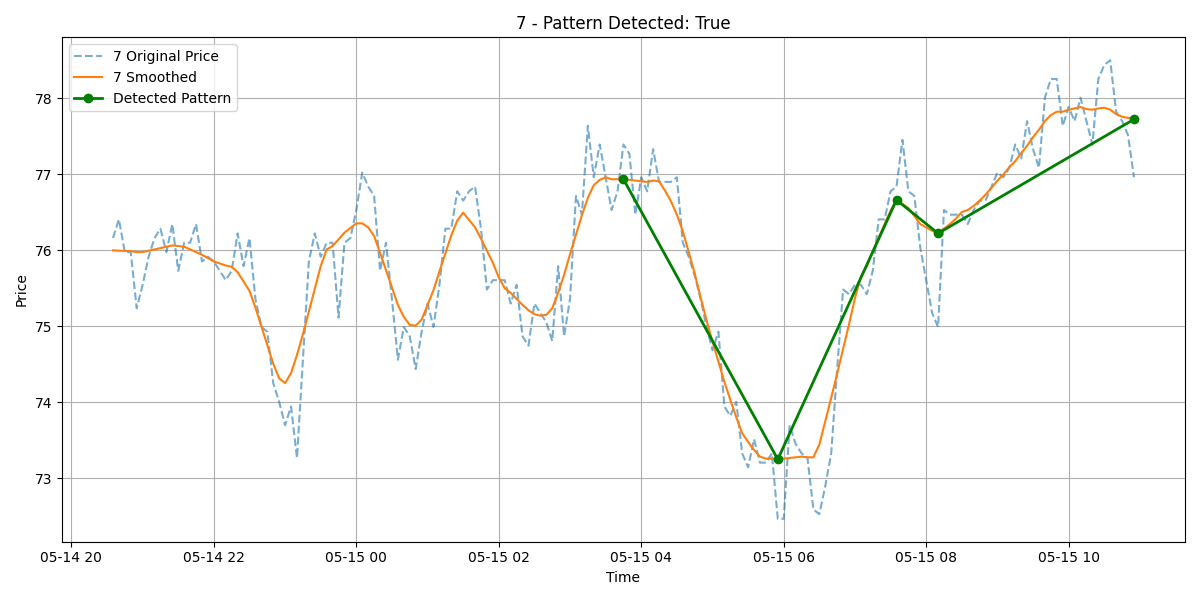 7 - Pattern Detected: True
7 Original Price
7 Smoothed
Detected Pattern
Price
78
77
76
75
74
73
05-14 20
05-14 22
05-15 00
05-15 02
05-15 04
05-15 06
05-15 08
05-15 10
Time